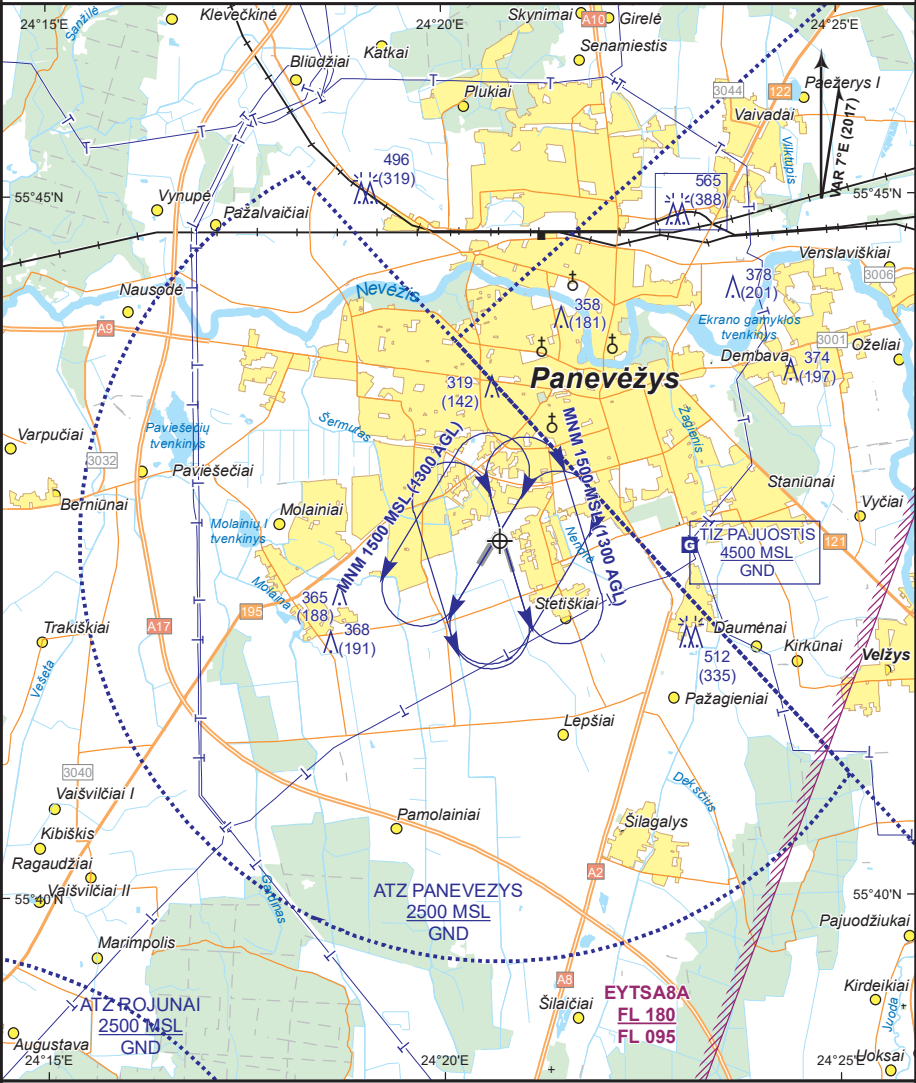 24°15'E
24°20'E
24°25'E
Sanžilė
Klevečkinė
Skynimai
A10
Girelė
Katkai
Bliūdžiai
Senamiestis
Plukiai
3044
122
Paežerys I
Vaivadai
VAR 7°E (2017)
Viktupis
496
(319)
565
(388)
55°45'N
55°45'N
Vynupė
Pažalvaičiai
Venslaviškiai
3006
Nausodė
Nevėžis
378
(201)
358
(181)
Ekrano gamyklos
tvenkinys
A9
3001
Oželiai
Dembava
374
(197)
Panevėžys
319
(142)
Šermutas
Žagienis
Varpučiai
Paviešečių
tvenkinys
3032
Paviešečiai
MNM 1500 MSL (1300 AGL)
MNM 1500 MSL (1300 AGL)
Staniūnai
Berniūnai
Molainiai
Vyčiai
Molainių I
tvenkinys
Nendrė
G
TIZ PAJUOSTIS
4500 MSL
GND
121
Molaina
365
(188)
195
Stetiškiai
A17
368
(191)
Trakiškiai
Daumėnai
Kirkūnai
Velžys
512
(335)
Vešeta
Pažagieniai
Lepšiai
3040
Dekščius
Vaišvilčiai I
Pamolainiai
Šilagalys
Kibiškis
Ragaudžiai
Vaišvilčiai II
A2
55°40'N
55°40'N
Gardinas
ATZ PANEVEZYS
2500 MSL
GND
Pajuodžiukai
Marimpolis
A8
EYTSA8A
FL 180
FL 095
Kirdeikiai
ATZ ROJUNAI
2500 MSL
GND
Šilaičiai
Juoda
Augustava
Uoksai
24°15'E
24°20'E
24°25'E